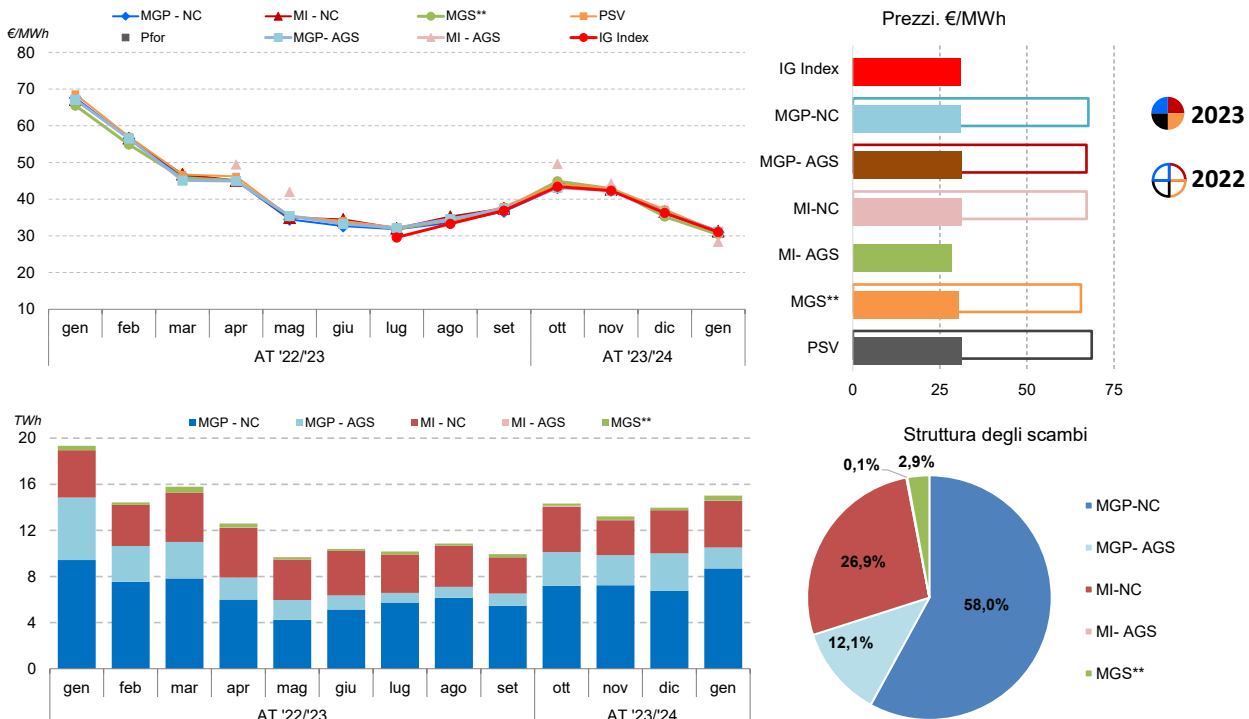 MGP - NC MI - NC MGS** PSV
€/MWh
Pfor MGP- AGS MI - AGS IG Index
80
70
60
50
40
30
20
10
gen feb mar apr mag giu lug ago set ott nov dic gen
AT '22/'23 AT '23/'24
Prezzi. €/MWh
IG Index
MGP-NC
MGP- AGS
MI-NC
MI- AGS
MGS**
PSV
0 25 50 75
2023
2022
TWh
MGP - NC MGP - AGS MI - NC MI - AGS MGS**
20
16
12
8
4
0
gen feb mar apr mag giu lug ago set ott nov dic gen
AT '22/'23 AT '23/'24
Struttura degli scambi
0,1% 2,9%
26,9%
58,0%
12,1%
MGP-NC
MGP- AGS
MI-NC
MI- AGS
MGS**